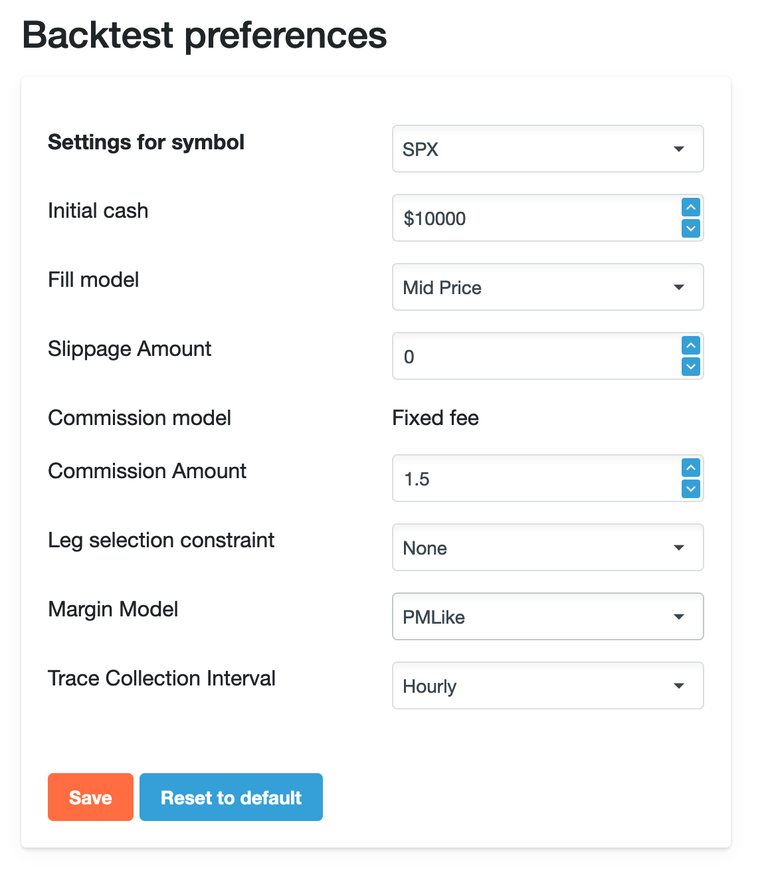 Backtest preferences
Settings for symbol SPX
Initial cash $10000
Fill model Mid Price
Slippage Amount 0
Commission model Fixed fee
Commission Amount 1.5
Leg selection constraint None
Margin Model PMLike
Trace Collection Interval Hourly
Save Reset to default